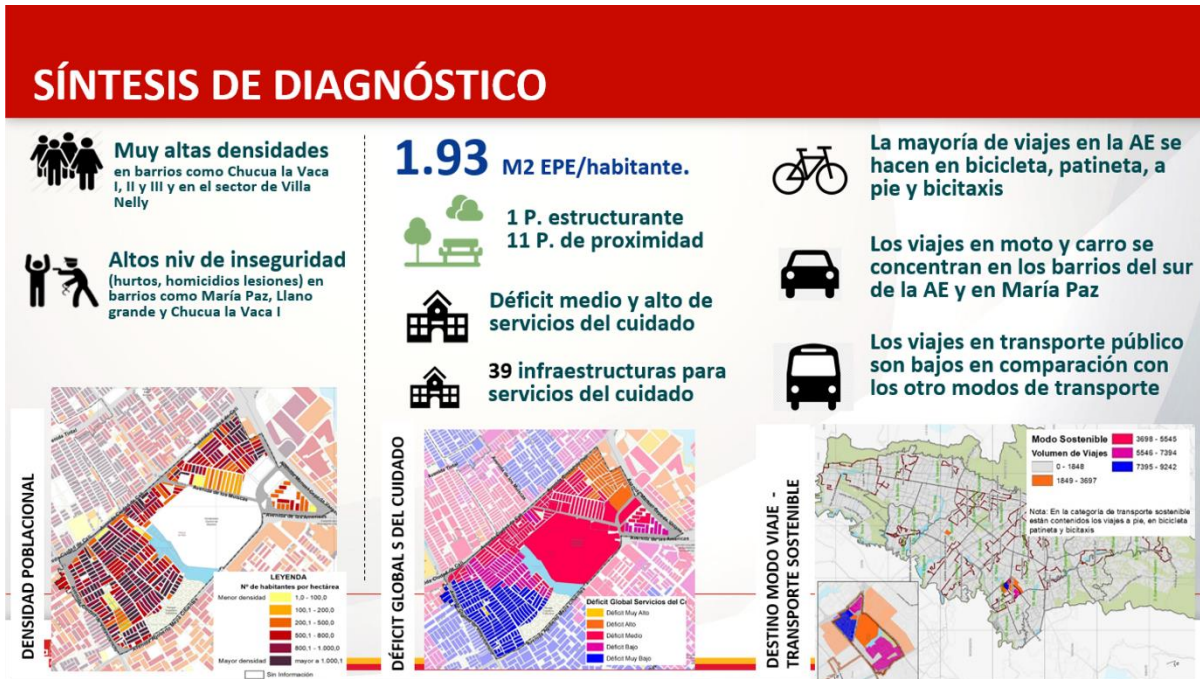 SÍNTESIS DE DIAGNÓSTICO
Muy altas densidades
en barrios como Chucua la Vaca
I, II y III y en el sector de Villa
Nelly
Altos niv de inseguridad
(hurtos, homicidios lesiones) en
barrios como María Paz, Llano
grande y Chucua la Vaca I
1.93 M2 EPE/habitante.
1 P. estructurante
11 P. de proximidad
Déficit medio y alto de
servicios del cuidado
39 infraestructuras para
servicios del cuidado
La mayoría de viajes en la AE se
hacen en bicicleta, patineta, a
pie y bicitaxis
Los viajes en moto y carro se
concentran en los barrios del sur
de la AE y en María Paz
Los viajes en transporte público
son bajos en comparación con
los otro modos de transporte
DENSIDAD POBLACIONAL
Avenida Tintal
LEYENDA
N° de habitantes por hectárea
Menor densidad
1,0 - 100,0
100,1 - 200,0
200,1 - 500,0
500,1 - 800,0
800,1 - 1.000,0
Mayor densidad
mayor a 1.000,1
Sin Información
DÉFICIT GLOBAL S DEL CUIDADO
Avenida Tintal
Déficit Global Servicios del C
Déficit Muy Alto
Déficit Alto
Déficit Medio
Déficit Bajo
Déficit Muy Bajo
DESTINO MODO VIAJE -
TRANSPORTE SOSTENIBLE
Modo Sostenible
Volumen de Viajes
0 - 1848
1849 - 3697
3698 - 5545
5546 - 7394
7395 - 9242
Nota: En la categoría de transporte sostenible
están contenidos los viajes a pie, en bicicleta
patineta y bicitaxis